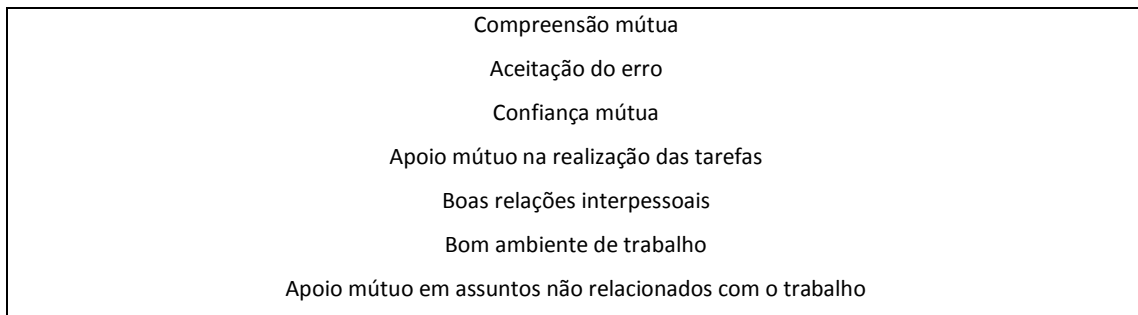 Compreensão mútua
Aceitação do erro
Confiança mútua
Apoio mútuo na realização das tarefas
Boas relações interpessoais
Bom ambiente de trabalho
Apoio mútuo em assuntos não relacionados com o trabalho